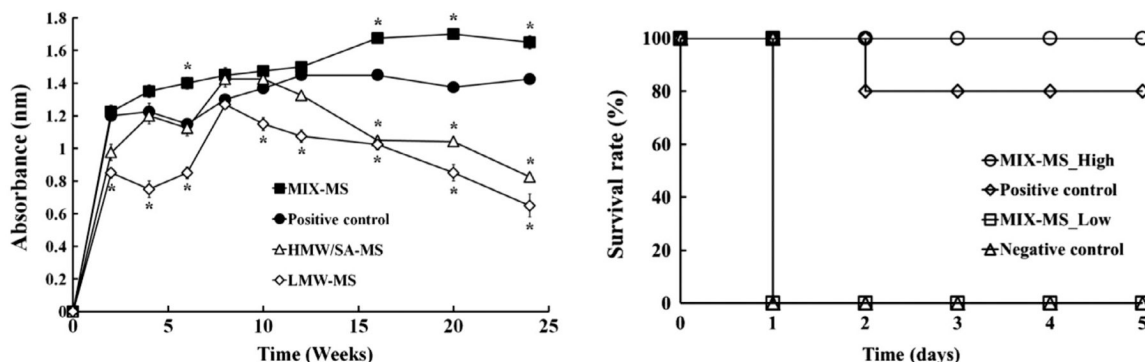 Absorbance (nm)
1.8
1.6
1.4
1.2
1
0.8
0.6
0.4
0.2
0
* * *
*
* * *
* * *
* * *
* * *
MIX-MS
Positive control
HMW/SA-MS
LMW-MS
0 5 10 15 20 25
Time (Weeks)
Survival rate (%)
100
80
60
40
20
0
MIX-MS_High
Positive control
MIX-MS_Low
Negative control
0 1 2 3 4 5
Time (days)